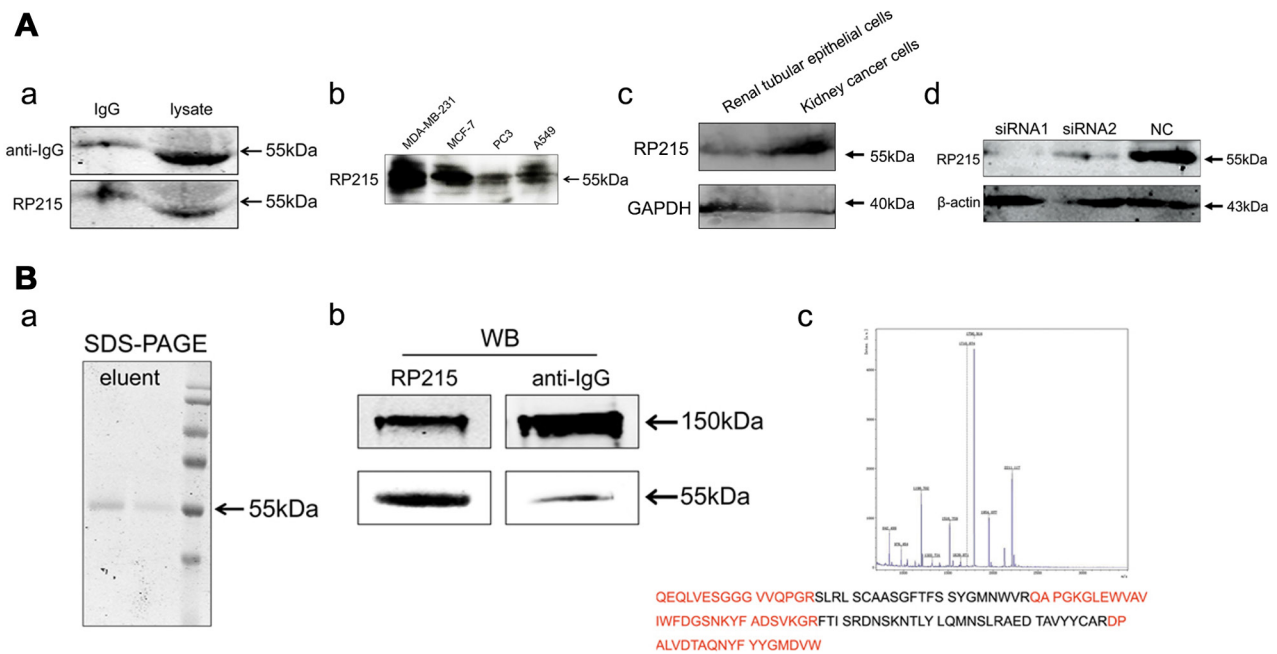 A
a
IgG lysate
anti-IgG
55kDa
RP215
55kDa
b
MDA-MB-231 MCF-7 PC3 A549
RP215
55kDa
c
Renal tubular epithelial cells
Kidney cancer cells
RP215
55kDa
GAPDH
40kDa
d
siRNA1 siRNA2 NC
RP215
55kDa
β-actin
43kDa
B
a
SDS-PAGE
eluent
55kDa
b
WB
RP215 anti-IgG
150kDa
55kDa
c
QEQLVESGGG VVQPGRSLRL SCAASGFTFS SYGMNWVRQA PGKGLEWVAV
IWFDGSNKYF ADSVKGRFTI SRDNSKNTLY LQMNSLRAED TAVYYCARDP
ALVDTAQNYF YYGMDVW